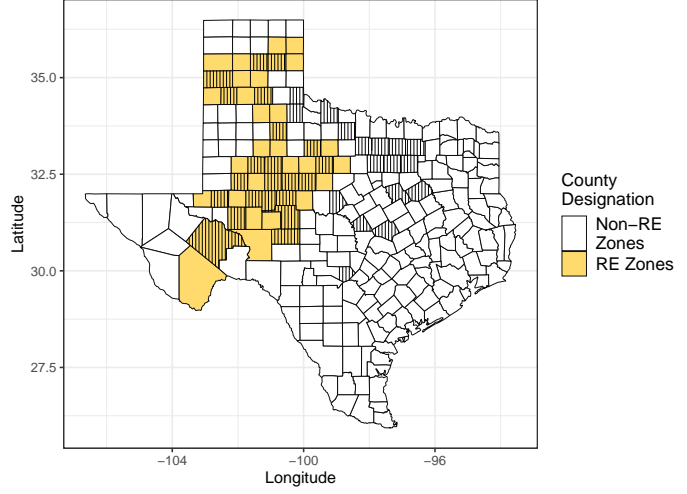 35.0
32.5
30.0
27.5
Latitude
−104
−100
−96
Longitude
County
Designation
Non−RE
Zones
RE Zones